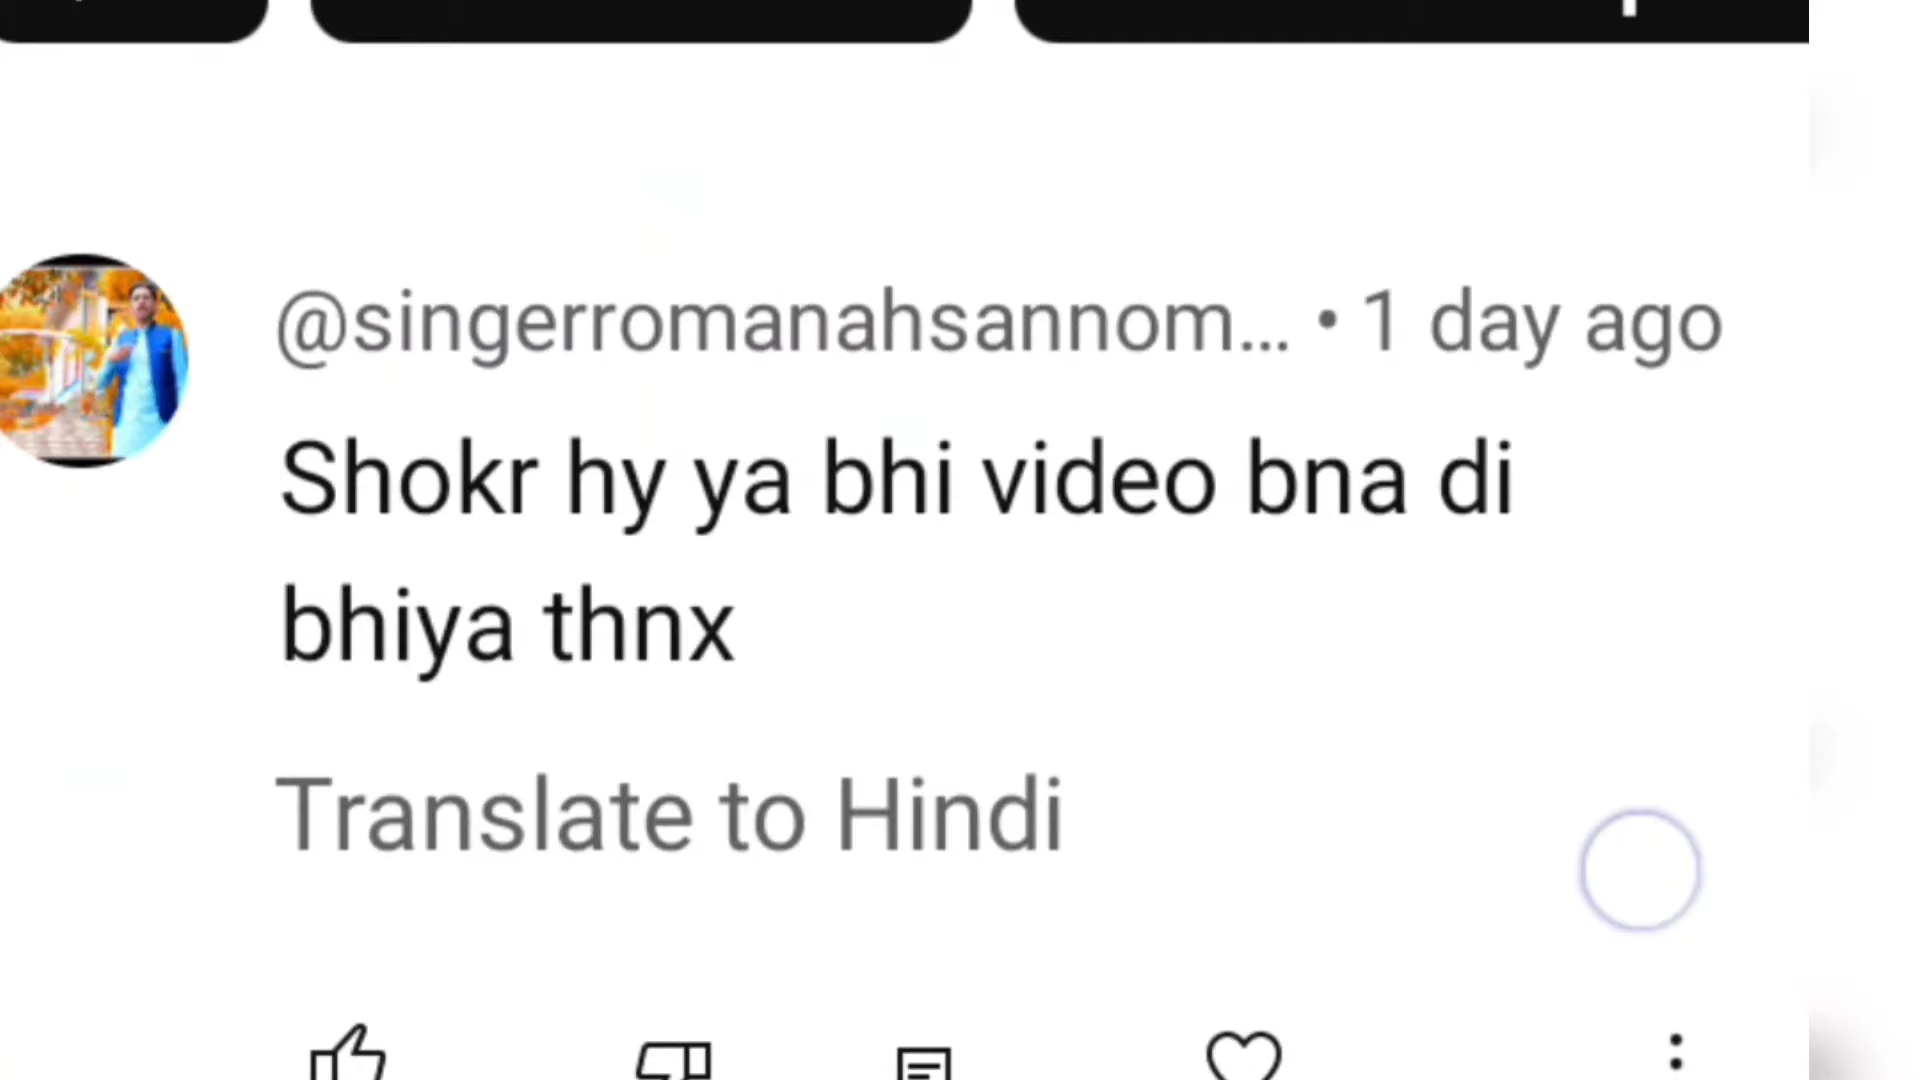 @singerromanahsannom... • 1 day ago
Shokr hy ya bhi video bna di
bhiya thnx
Translate to Hindi